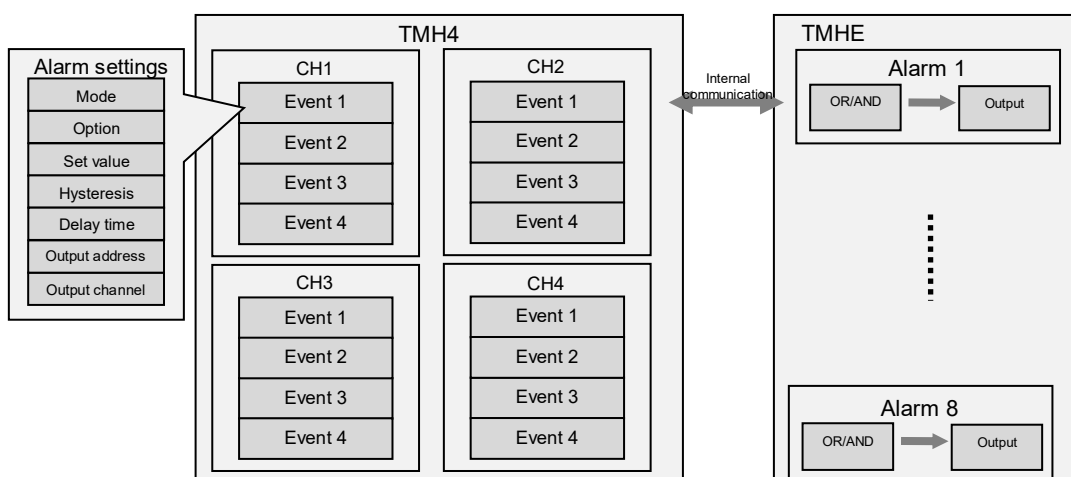 Alarm settings
Mode
Option
Set value
Hysteresis
Delay time
Output address
Output channel
TMH4
CH1
Event 1
Event 2
Event 3
Event 4
CH2
Event 1
Event 2
Event 3
Event 4
CH3
Event 1
Event 2
Event 3
Event 4
CH4
Event 1
Event 2
Event 3
Event 4
Internal
communication
TMHE
Alarm 1
OR/AND
Output
Alarm 8
OR/AND
Output